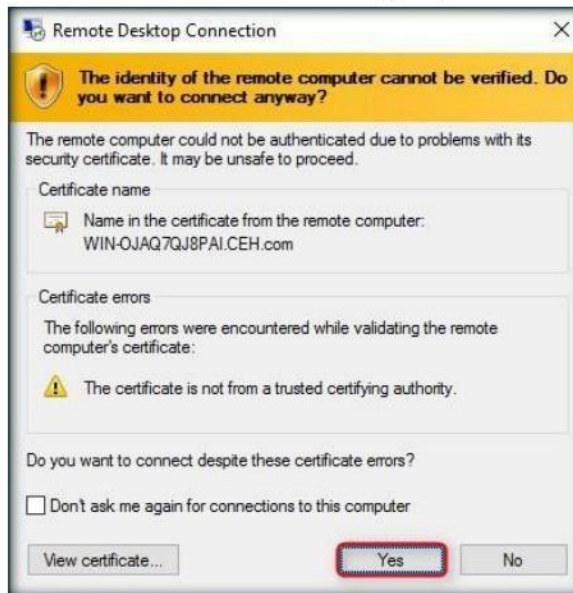 Remote Desktop Connection
The identity of the remote computer cannot be verified. Do
you want to connect anyway?
The remote computer could not be authenticated due to problems with its
security certificate. It may be unsafe to proceed.
Certificate name
Name in the certificate from the remote computer:
WIN-OJAQ7QJ8PAI.CEH.com
Certificate errors
The following errors were encountered while validating the remote
computer's certificate:
The certificate is not from a trusted certifying authority.
Do you want to connect despite these certificate errors?
Don't ask me again for connections to this computer
View certificate...
Yes
No